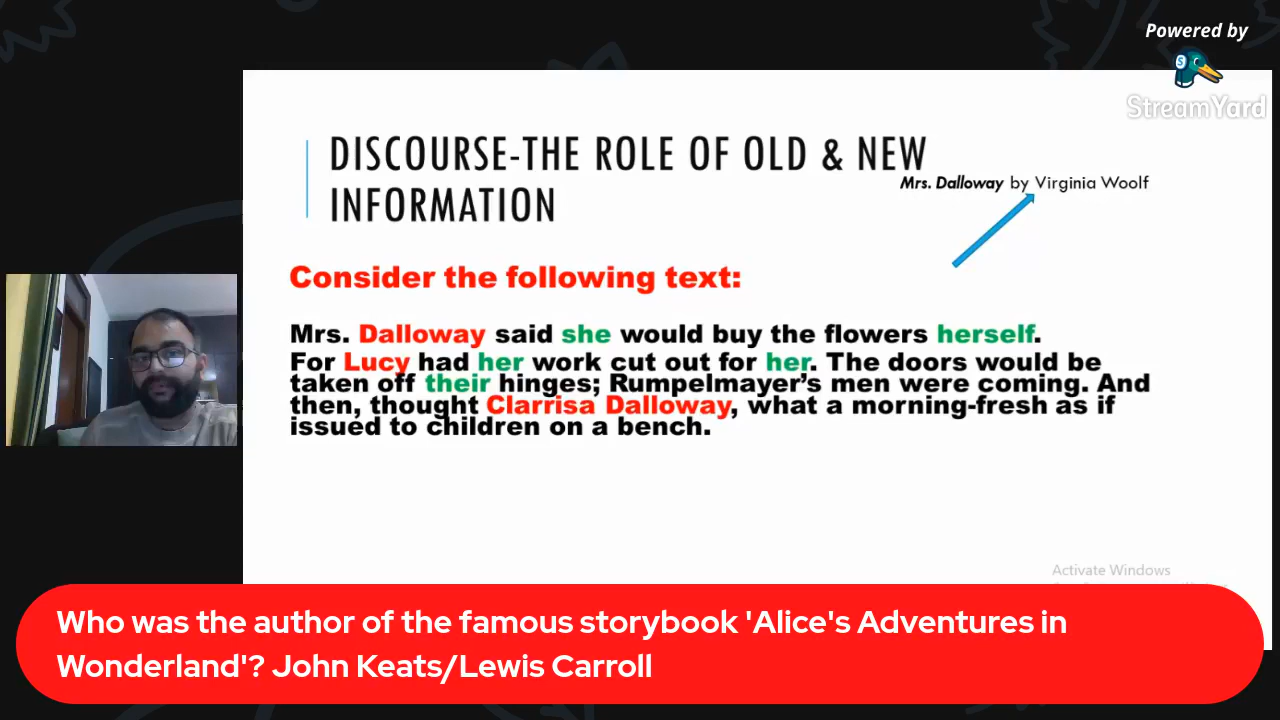 Powered by
StreamYard
DISCOURSE-THE ROLE OF OLD & NEW
INFORMATION
Mrs. Dalloway by Virginia Woolf
Consider the following text:
Mrs. Dalloway said she would buy the flowers herself.
For Lucy had her work cut out for her. The doors would be
taken off their hinges; Rumpelmayer's men were coming. And
then, thought Clarrisa Dalloway, what a morning-fresh as if
issued to children on a bench.
Activate Windows
Who was the author of the famous storybook 'Alice's Adventures in
Wonderland'? John Keats/Lewis Carroll